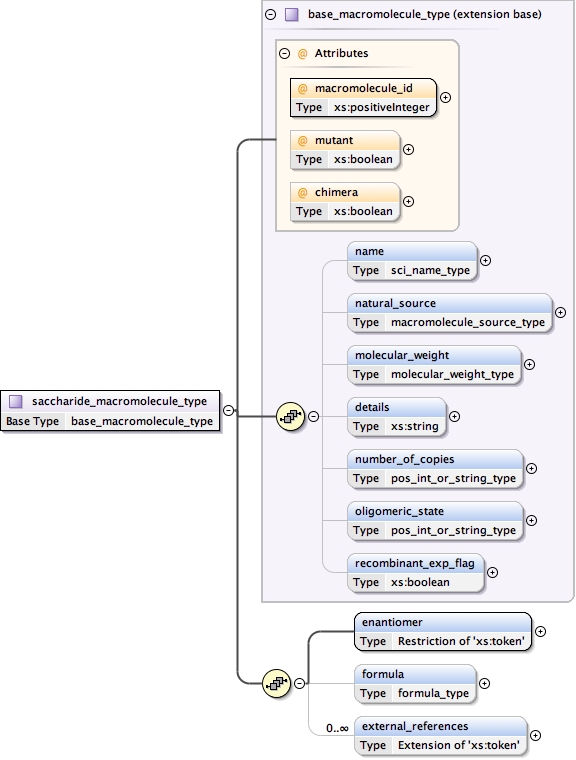 base_macromolecule_type (extension base)
@ Attributes
@ macromolecule_id
Type xs:positiveInteger
@ mutant
Type xs:boolean
@ chimera
Type xs:boolean
name
Type sci_name_type
natural_source
Type macromolecule_source_type
molecular_weight
Type molecular_weight_type
saccharide_macromolecule_type
Base Type base_macromolecule_type
details
Type xs:string
number_of_copies
Type pos_int_or_string_type
oligomeric_state
Type pos_int_or_string_type
recombinant_exp_flag
Type xs:boolean
enantiomer
Type Restriction of 'xs:token'
formula
Type formula_type
0..∞ external_references
Type Extension of 'xs:token'